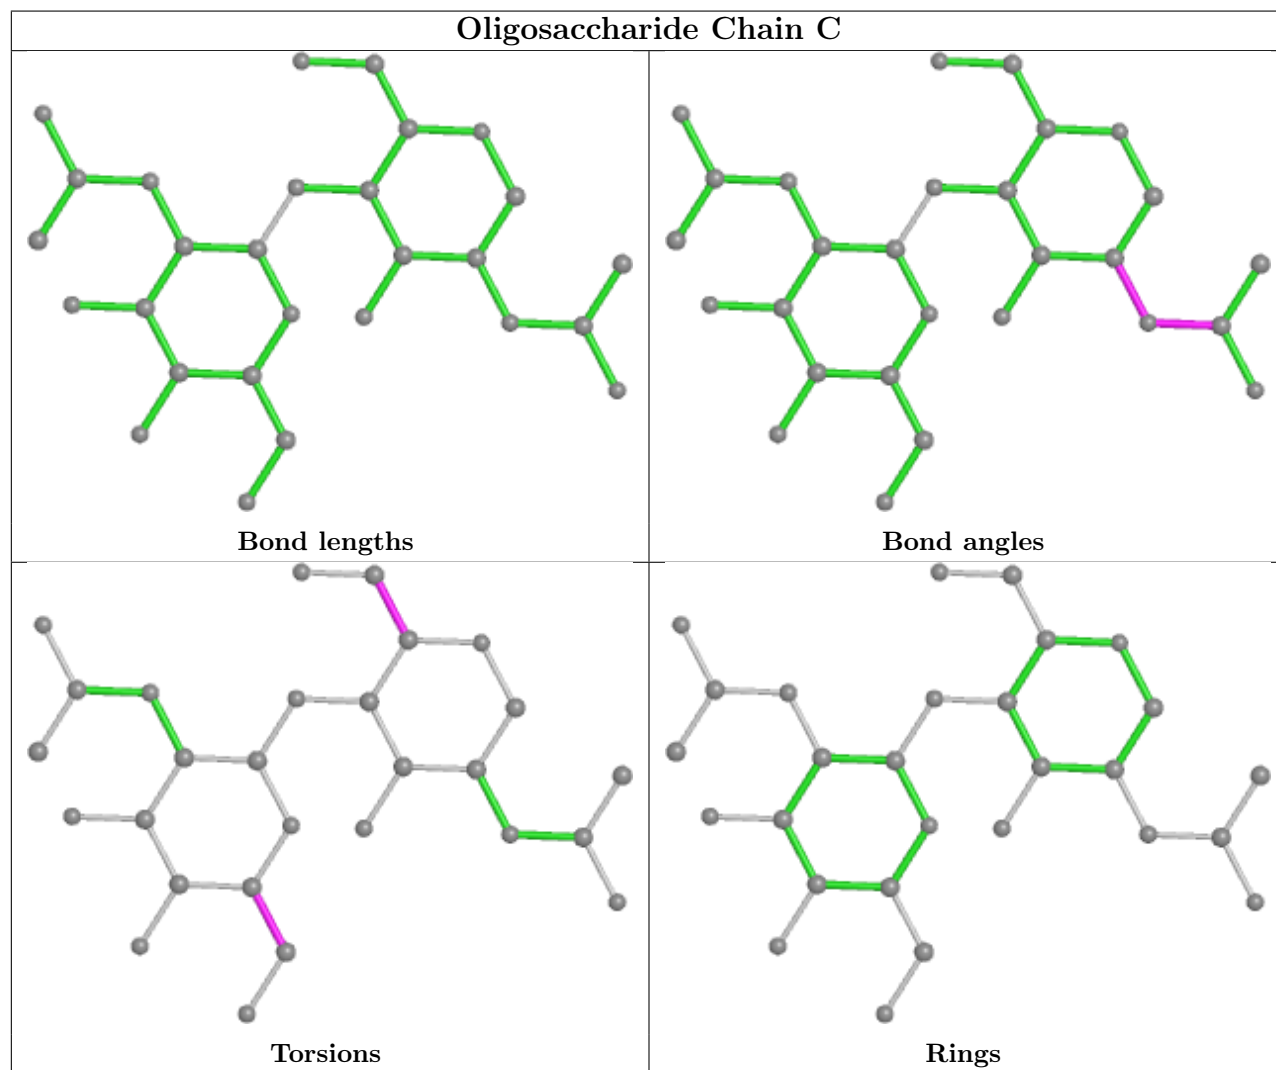 Oligosaccharide Chain C
Bond lengths
Bond angles
Torsions
Rings